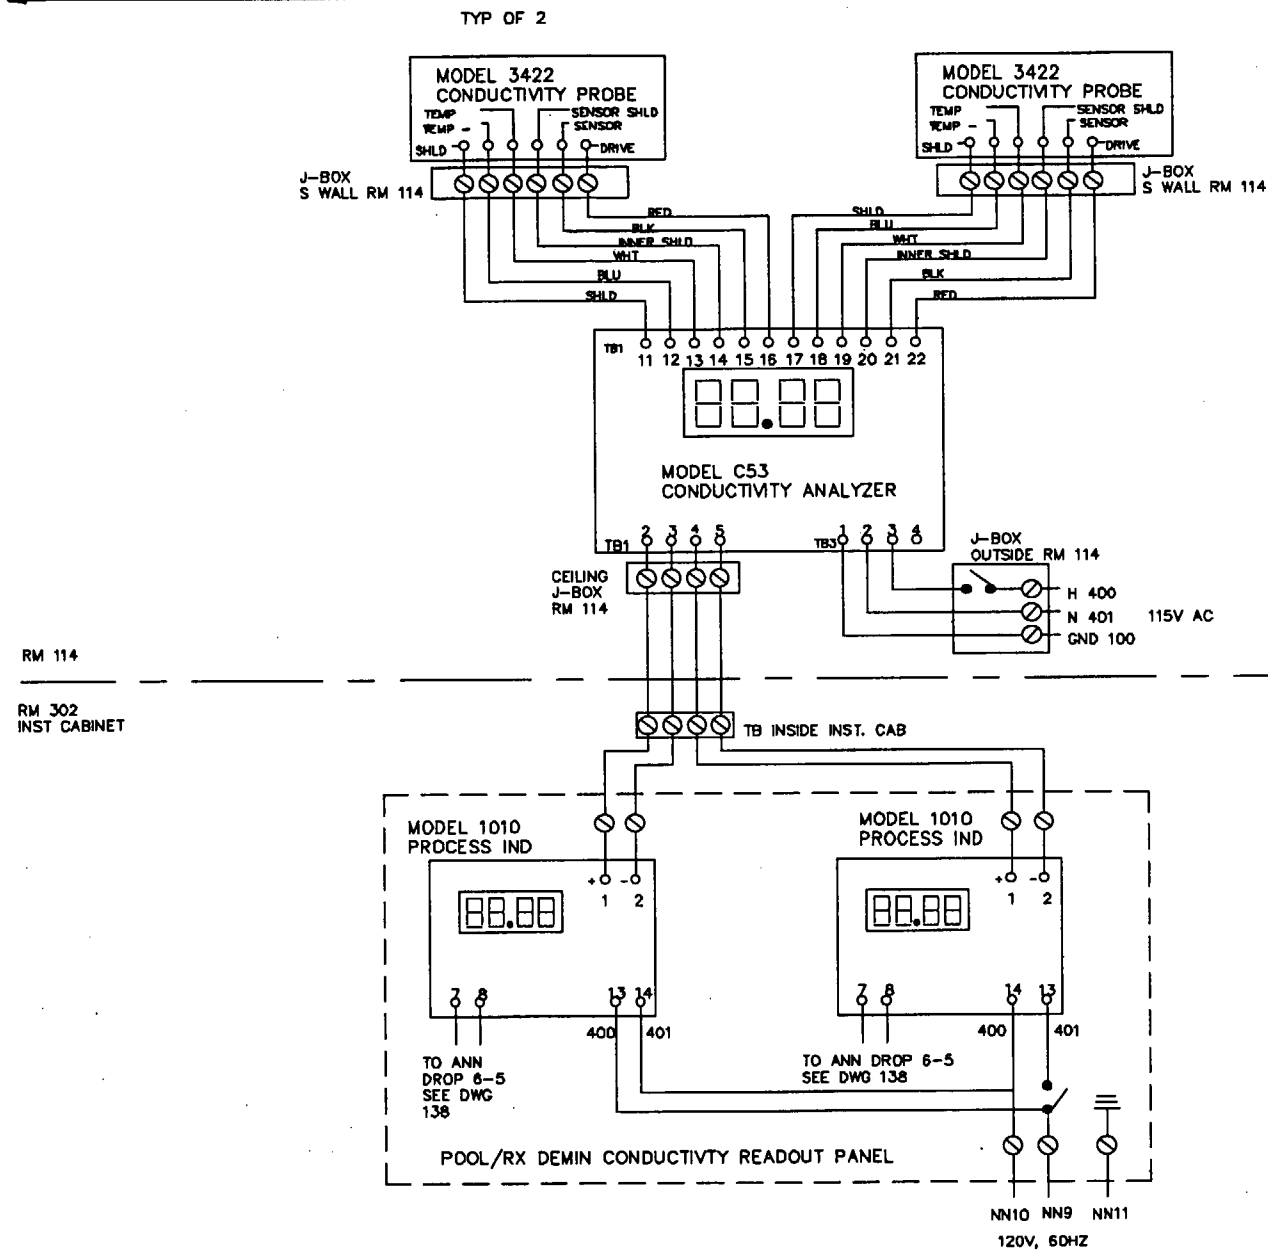 TYP OF 2
MODEL 3422
CONDUCTIVITY PROBE
TEMP
SENSOR SHLD
TEMP -
SENSOR
SHLD
DRIVE
J-BOX
S WALL RM 114
MODEL 3422
CONDUCTIVITY PROBE
TEMP
SENSOR SHLD
TEMP -
SENSOR
SHLD
DRIVE
J-BOX
S WALL RM 114
RED
BLK
INNER SHLD
WHT
BLU
SHLD
SHLD
BLU
WHT
INNER SHLD
BLK
RED
TB1
11 12 13 14 15 16 17 18 19 20 21 22
MODEL C53
CONDUCTIVITY ANALYZER
TB1
2 3 4 5
TB3
1 2 3 4
CEILING
J-BOX
RM 114
J-BOX
OUTSIDE RM 114
H 400
N 401
GND 100
115V AC
RM 114
RM 302
INST CABINET
TB INSIDE INST. CAB
MODEL 1010
PROCESS IND
+ -
1 2
7 8
13 14
400 401
TO ANN
DROP 6-5
SEE DWG
138
MODEL 1010
PROCESS IND
+ -
1 2
7 8
14 13
400 401
TO ANN DROP 6-5
SEE DWG 138
POOL/RX DEMIN CONDUCTIVTY READOUT PANEL
NN10 NN9 NN11
120V, 60HZ